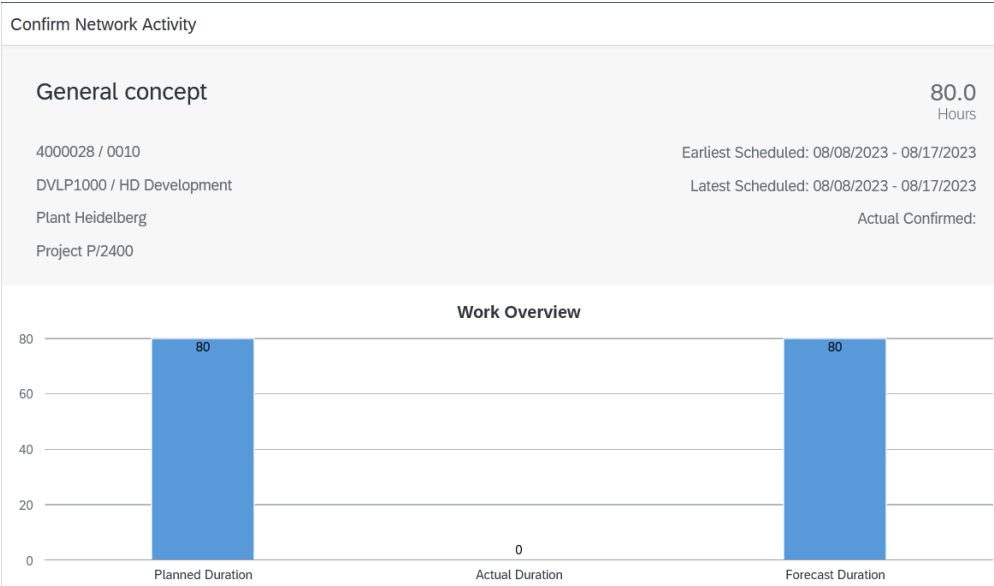 Confirm Network Activity
General concept
80.0
Hours
4000028 / 0010
Earliest Scheduled: 08/08/2023 - 08/17/2023
DVLP1000 / HD Development
Latest Scheduled: 08/08/2023 - 08/17/2023
Plant Heidelberg
Actual Confirmed:
Project P/2400
Work Overview
80
80
80
60
40
20
0
0
Planned Duration
Actual Duration
Forecast Duration